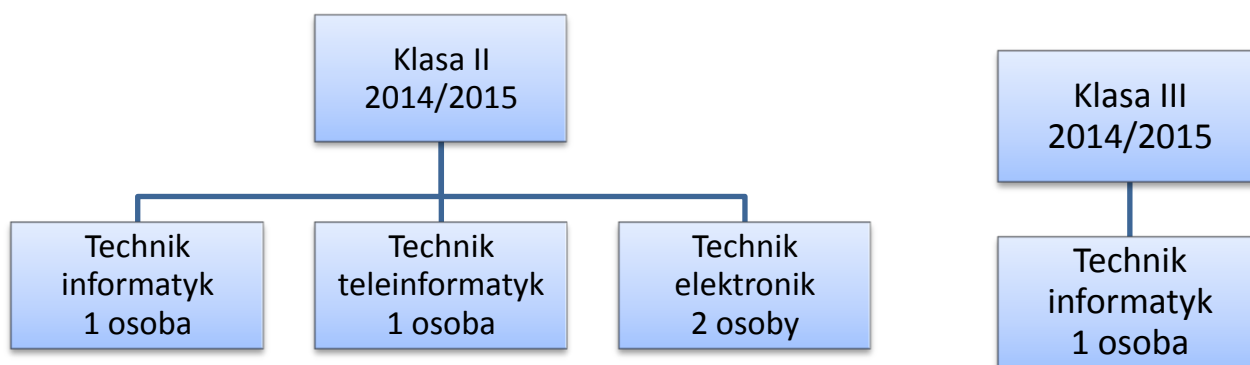 Klasa II
2014/2015
Technik
informatyk
1 osoba
Technik
teleinformatyk
1 osoba
Technik
elektronik
2 osoby
Klasa III
2014/2015
Technik
informatyk
1 osoba